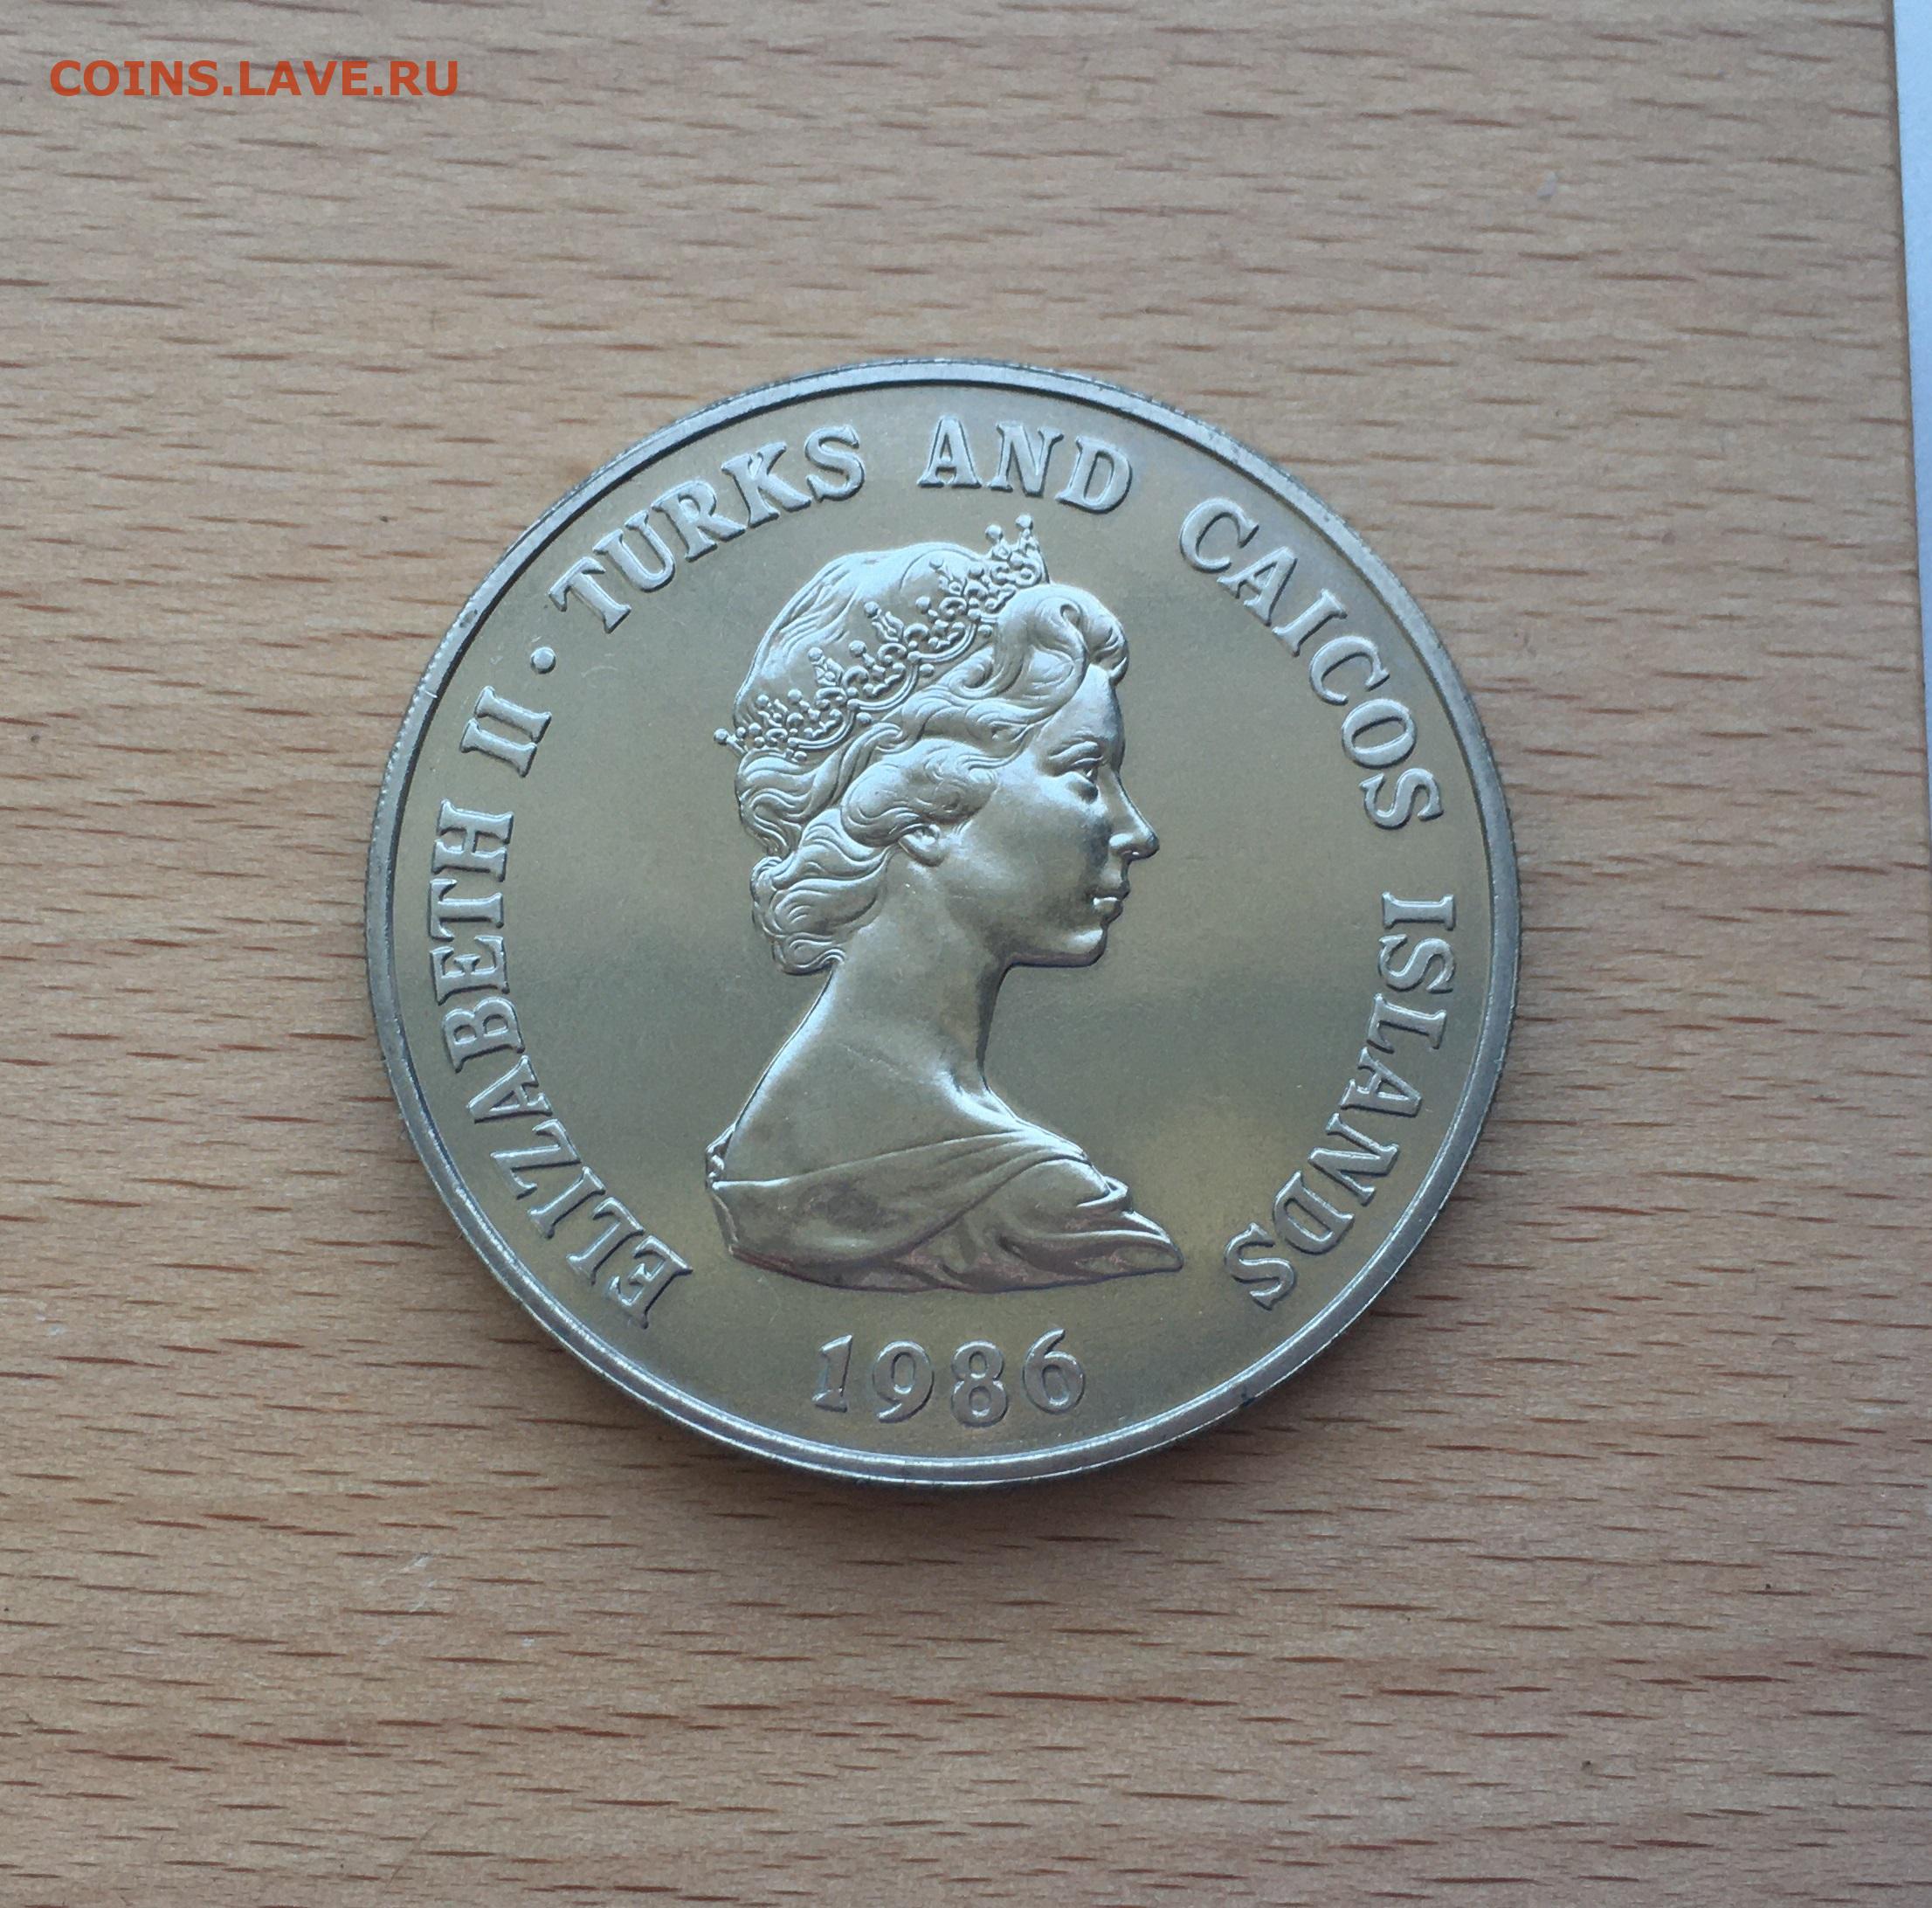 COINS.LAVE.RU
ELIZABETH II · TURKS AND CAICOS ISLANDS
1986